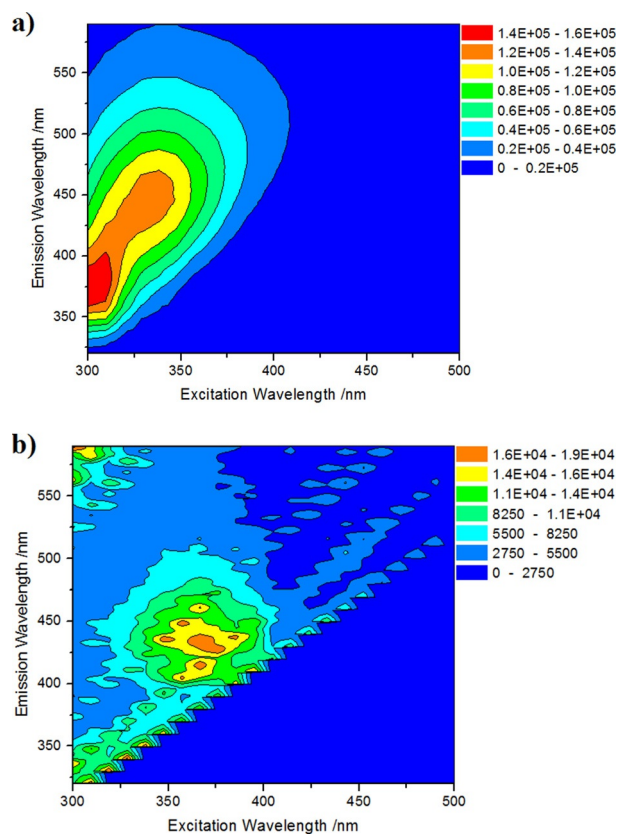 a)
550
500
450
400
350
300
350
400
450
500
Emission Wavelength /nm
Excitation Wavelength /nm
1.4E+05 - 1.6E+05
1.2E+05 - 1.4E+05
1.0E+05 - 1.2E+05
0.8E+05 - 1.0E+05
0.6E+05 - 0.8E+05
0.4E+05 - 0.6E+05
0.2E+05 - 0.4E+05
0 - 0.2E+05
b)
550
500
450
400
350
300
350
400
450
500
Emission Wavelength /nm
Excitation Wavelength /nm
1.6E+04 - 1.9E+04
1.4E+04 - 1.6E+04
1.1E+04 - 1.4E+04
8250 - 1.1E+04
5500 - 8250
2750 - 5500
0 - 2750